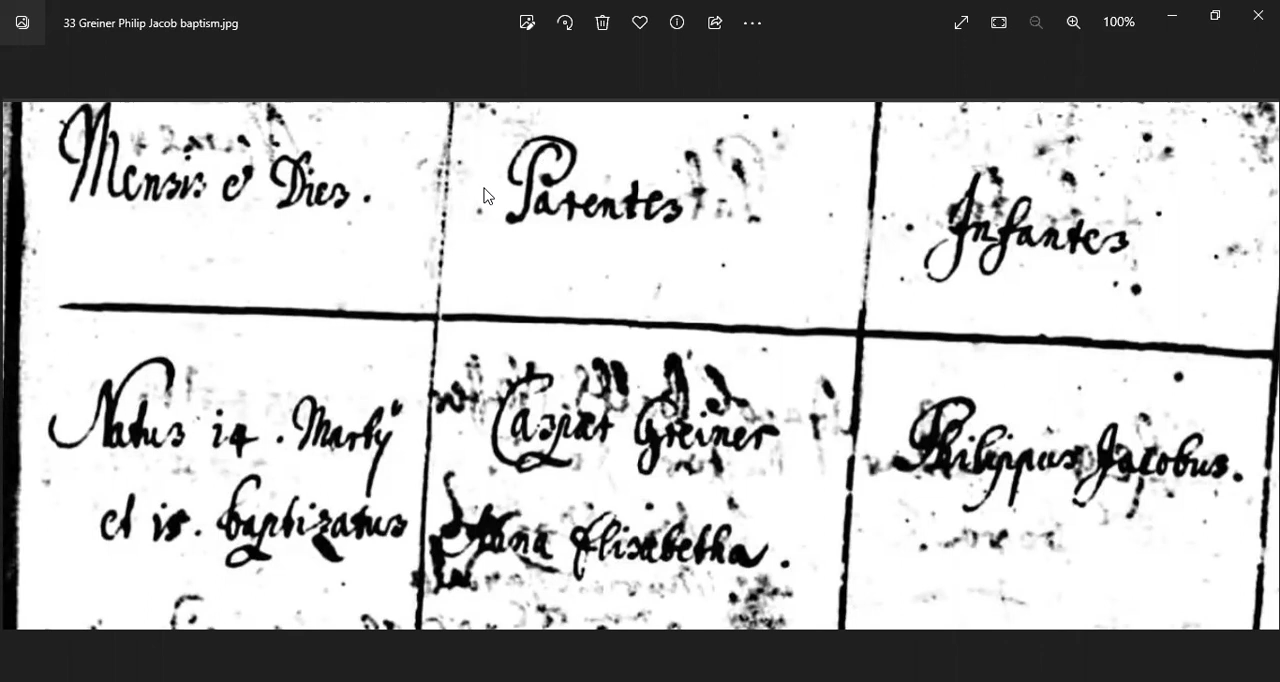 33 Greiner Philip Jacob baptism.jpg
100%
Mensis et Dies.
Parentes
Infantes
Natus 14. Martÿ
Caspar Greiner
Philippus Jacobus.
et 15. baptizatus
Anna Elisabetha.